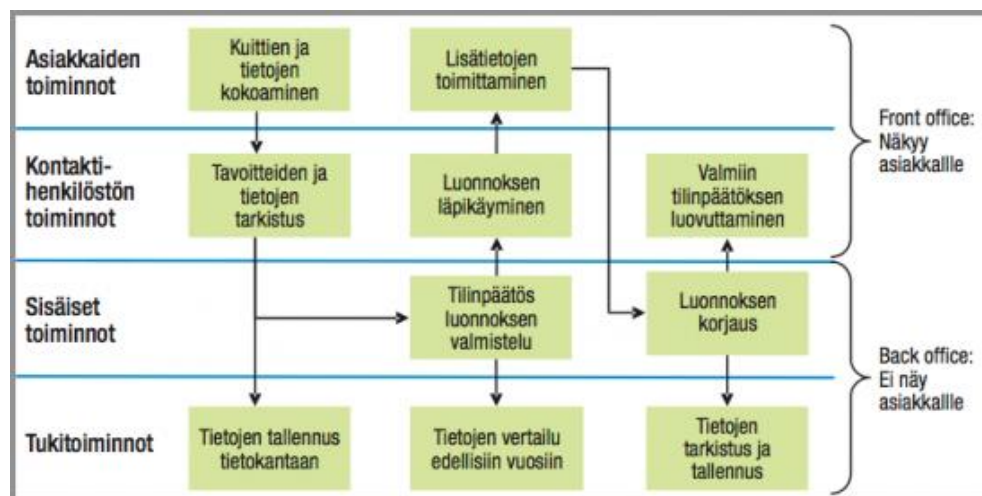 Asiakkaiden
toiminnot
Kuittien ja
tietojen
kokoaminen
Lisätietojen
toimittaminen
Kontakti-
henkilöstön
toiminnot
Tavoitteiden ja
tietojen
tarkistus
Luonnoksen
läpikäyminen
Valmiin
tilinpäätöksen
luovuttaminen
Front office:
Näkyy
asiakkallle
Sisäiset
toiminnot
Tilinpäätös
luonnoksen
valmistelu
Luonnoksen
korjaus
Back office:
Ei näy
asiakkallle
Tukitoiminnot
Tietojen tallennus
tietokantaan
Tietojen vertailu
edellisiin vuosiin
Tietojen
tarkistus ja
tallennus